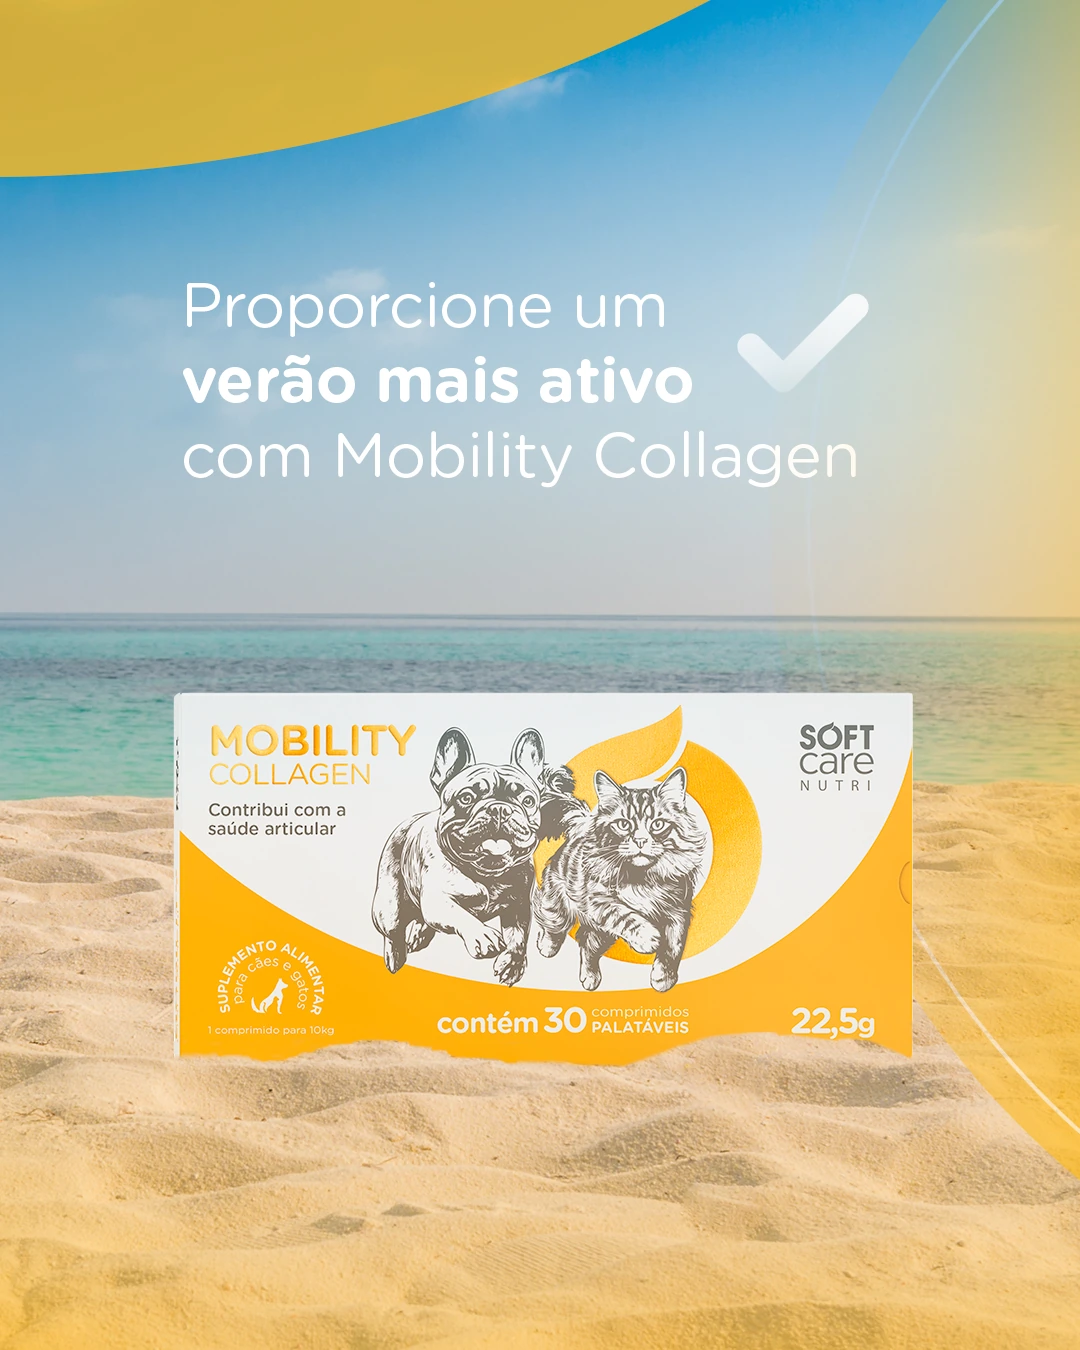 Proporcione um
verão mais ativo
com Mobility Collagen
MOBILITY
COLLAGEN
Contribui com a
saúde articular
SOFT
care
NUTRI
SUPLEMENTO ALIMENTAR
para cães e gatos
1 comprimido para 10kg
contém 30 comprimidos
PALATÁVEIS
22,5g